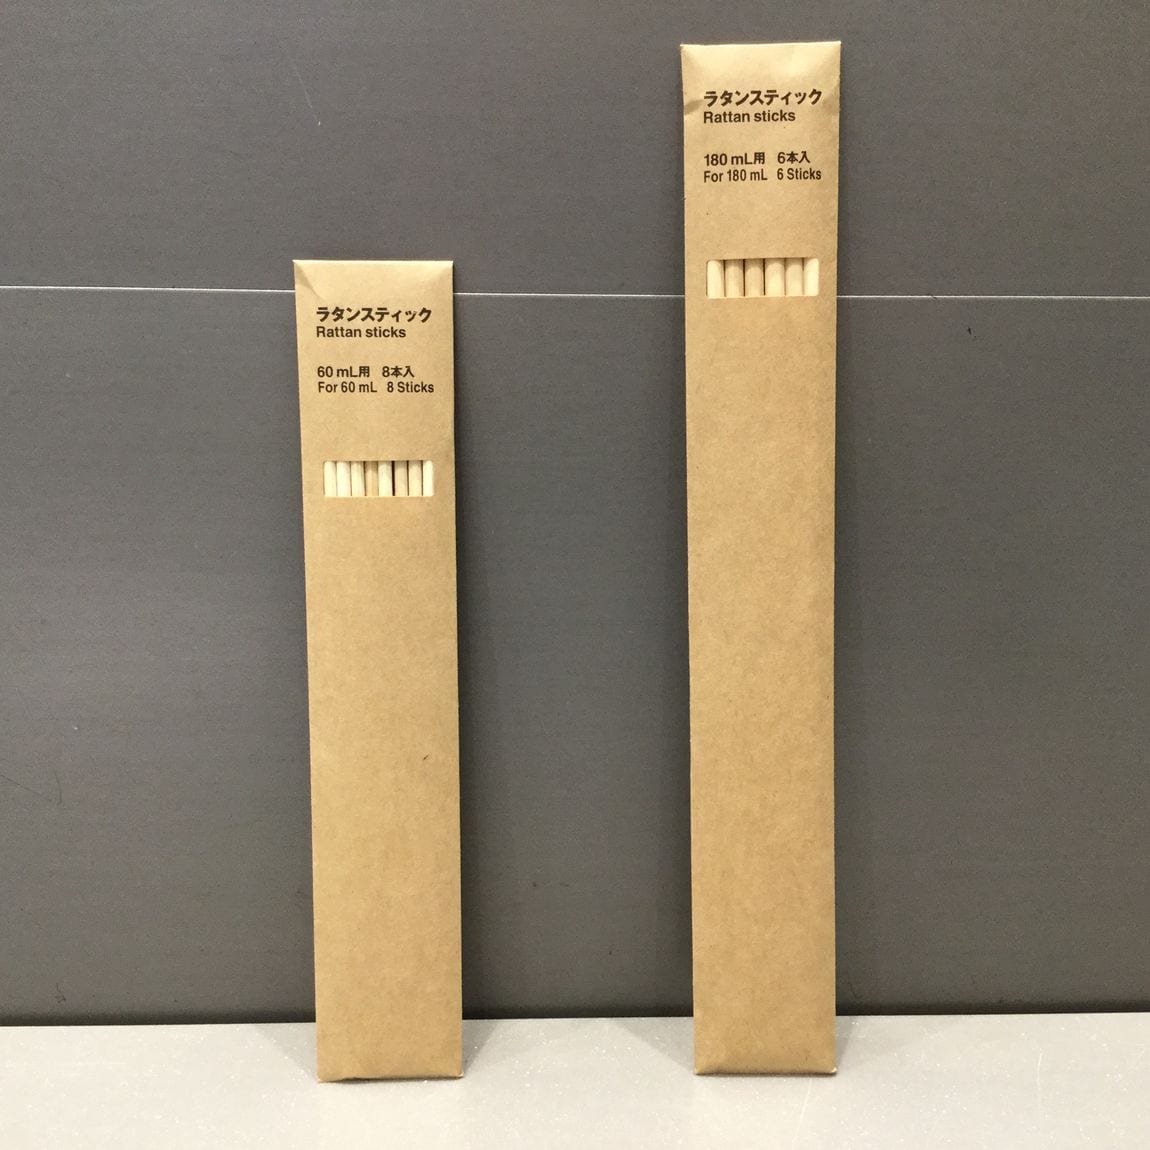 ラタンスティック
Rattan sticks
60 mL用 8本入
For 60 mL 8 Sticks
ラタンスティック
Rattan sticks
180 mL用 6本入
For 180 mL 6 Sticks